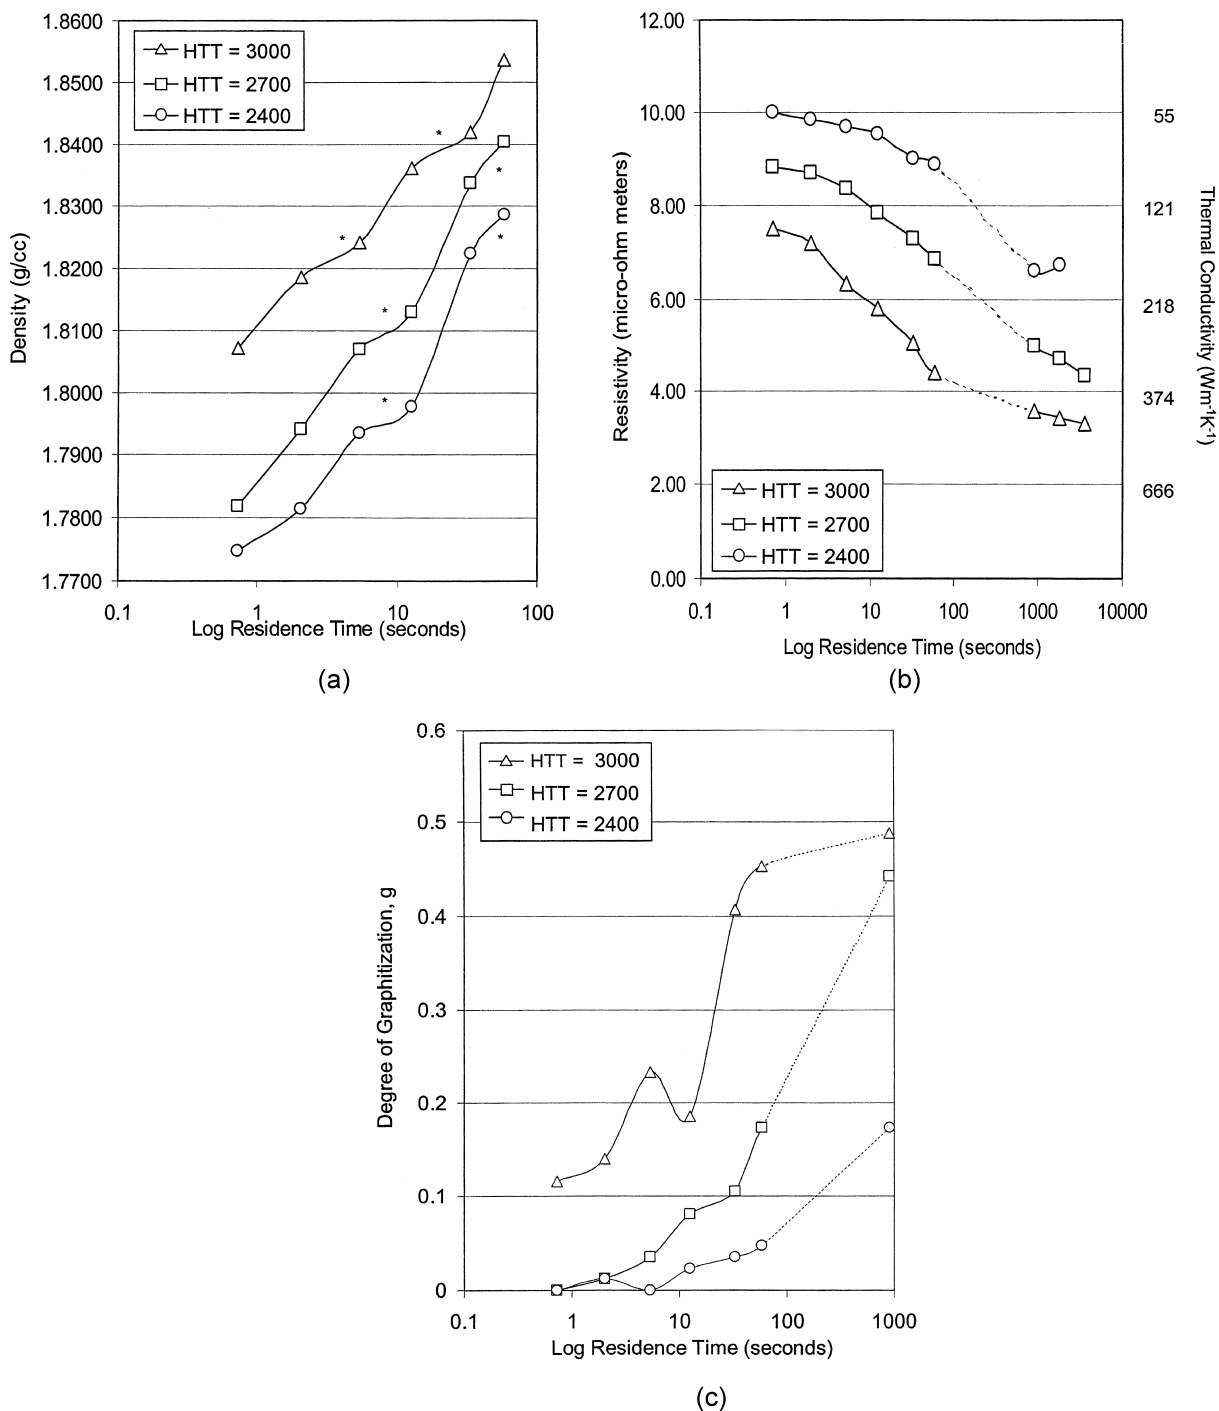 1.8600
1.8500
1.8400
1.8300
1.8200
1.8100
1.8000
1.7900
1.7800
1.7700
Density (g/cc)
HTT = 3000
HTT = 2700
HTT = 2400
*
*
*
*
*
*
0.1 1 10 100
Log Residence Time (seconds)
(a)
12.00
10.00
8.00
6.00
4.00
2.00
0.00
Resistivity (micro-ohm meters)
HTT = 3000
HTT = 2700
HTT = 2400
55
121
218
374
666
Thermal Conductivity (Wm-1K-1)
0.1 1 10 100 1000 10000
Log Residence Time (seconds)
(b)
0.6
0.5
0.4
0.3
0.2
0.1
0
Degree of Graphitization, g
HTT = 3000
HTT = 2700
HTT = 2400
0.1 1 10 100 1000
Log Residence Time (seconds)
(c)